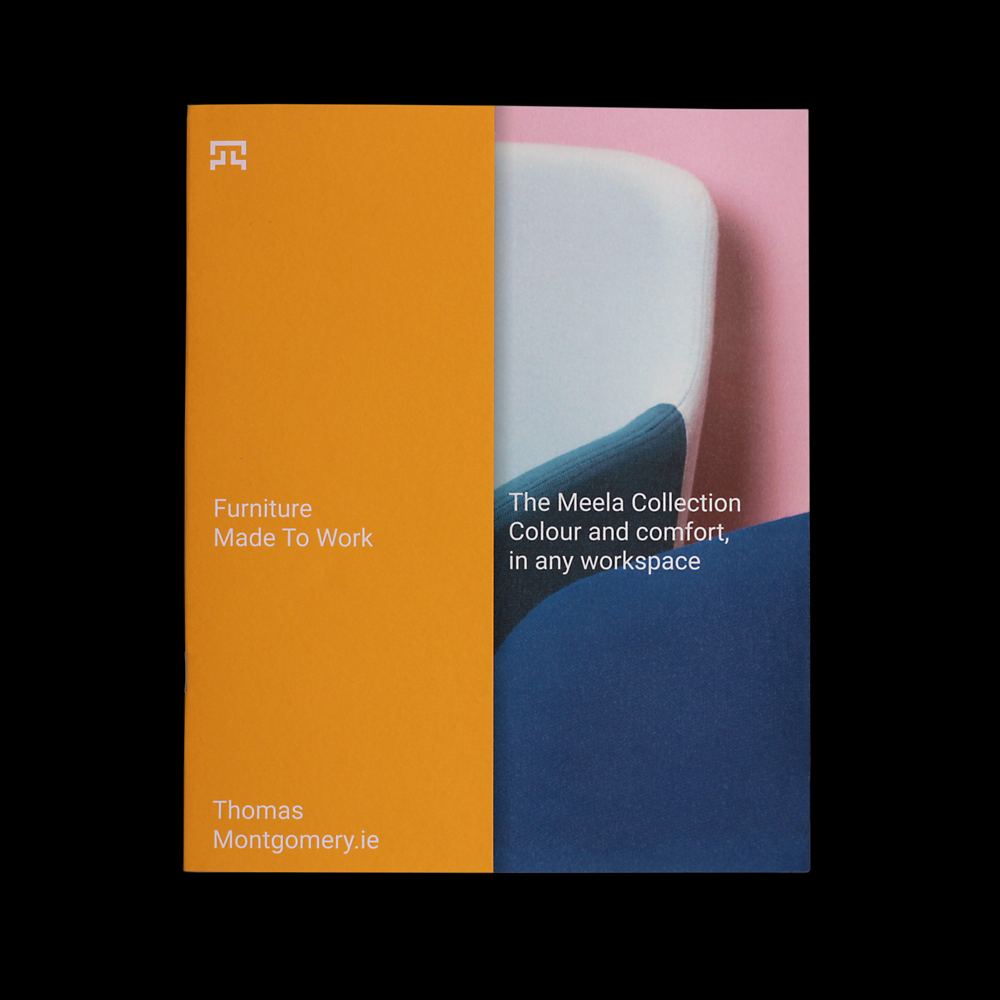 Furniture
Made To Work
The Meela Collection
Colour and comfort,
in any workspace
Thomas
Montgomery.ie